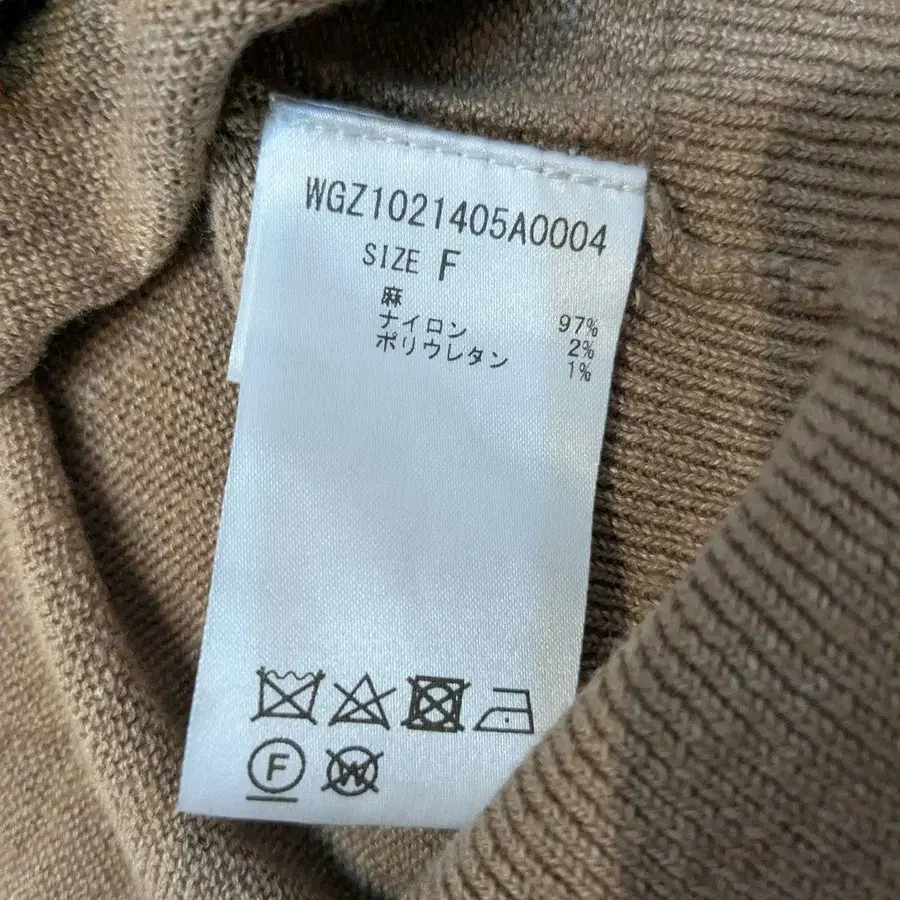 WGZ1021405A0004
SIZE F
麻 97%
ナイロン 2%
ポリウレタン 1%
F W